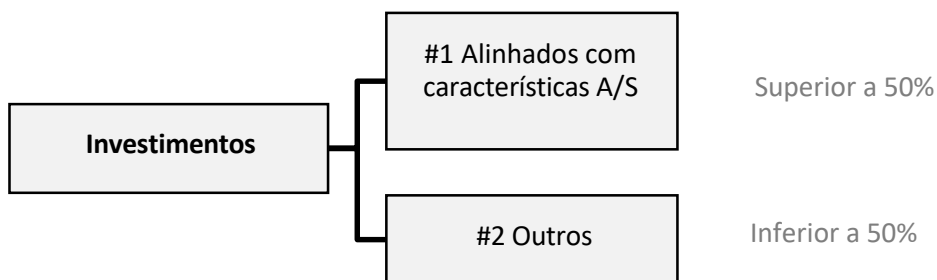 #1 Alinhados com
características A/S
Superior a 50%
Investimentos
#2 Outros
Inferior a 50%